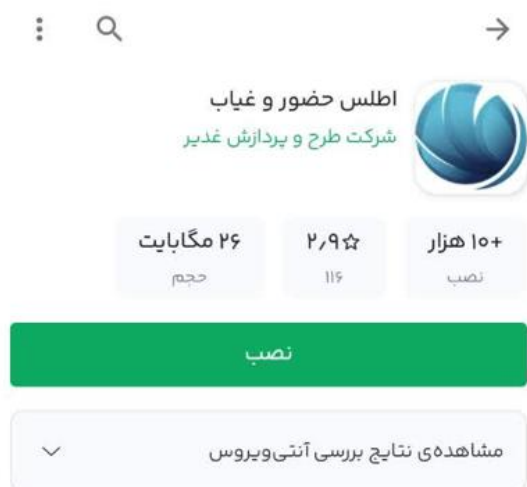 اطلس حضور و غیاب
شرکت طرح و پردازش غدیر
+۱۰ هزار
نصب
۲٫۹☆
۱۱۶
۲۶ مگابایت
حجم
نصب
مشاهده‌ی نتایج بررسی آنتی‌ویروس